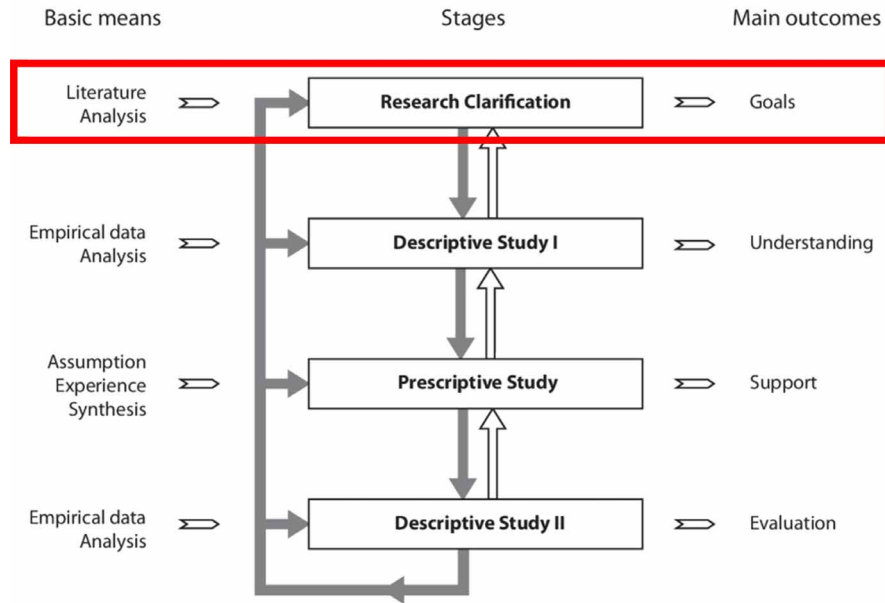 Basic means Stages Main outcomes
Literature
Analysis
Research Clarification
Goals
Empirical data
Analysis
Descriptive Study I
Understanding
Assumption
Experience
Synthesis
Prescriptive Study
Support
Empirical data
Analysis
Descriptive Study II
Evaluation